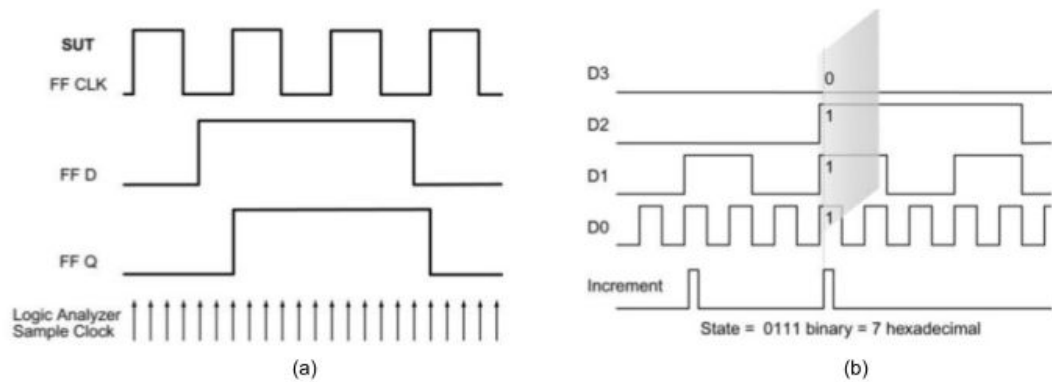 SUT
FF CLK
FF D
FF Q
Logic Analyzer
Sample Clock
(a)
D3
0
D2
1
D1
1
D0
1
Increment
State = 0111 binary = 7 hexadecimal
(b)